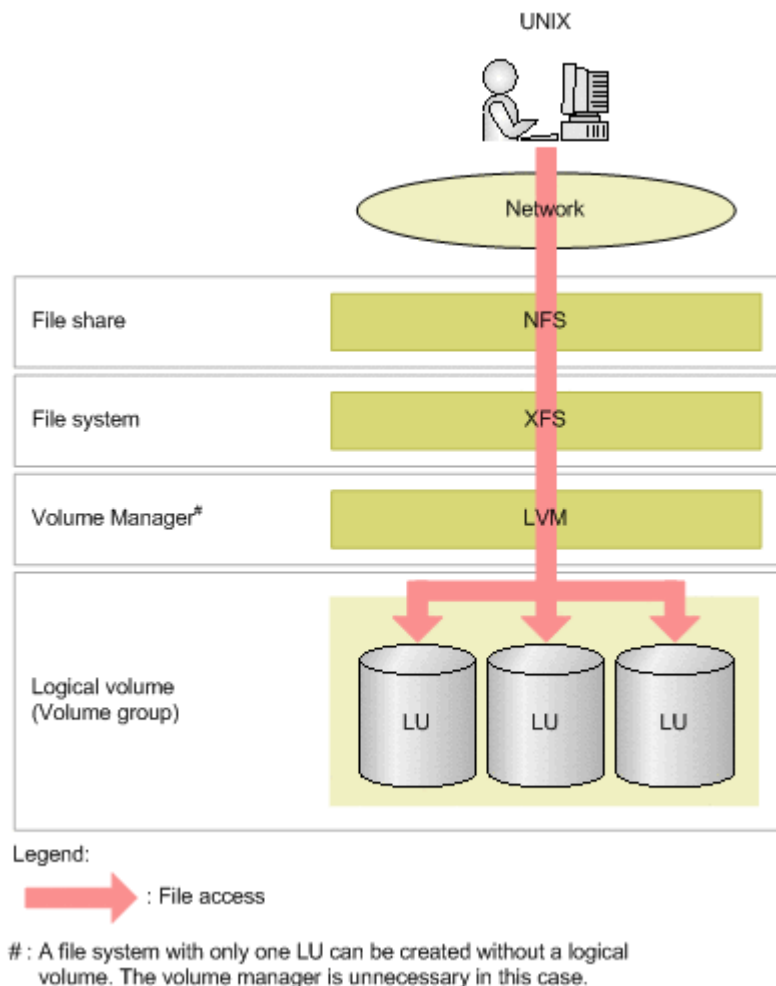 UNIX
Network
File share
NFS
File system
XFS
Volume Manager#
LVM
Logical volume
(Volume group)
LU
LU
LU
Legend:
: File access
# : A file system with only one LU can be created without a logical
volume. The volume manager is unnecessary in this case.